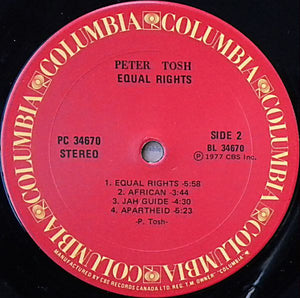 COLUMBIA COLUMBIA COLUMBIA COLUMBIA COLUMBIA COLUMBIA
PETER TOSH
EQUAL RIGHTS
PC 34670
STEREO
SIDE 2
BL 34670
Ⓟ 1977 CBS Inc.
1. EQUAL RIGHTS -5:58
2. AFRICAN -3:44
3. JAH GUIDE -4:30
4. APARTHEID -5:23
-P. Tosh-
MANUFACTURED BY CBS RECORDS CANADA LTD. REG. T.M. OWNER "COLUMBIA"